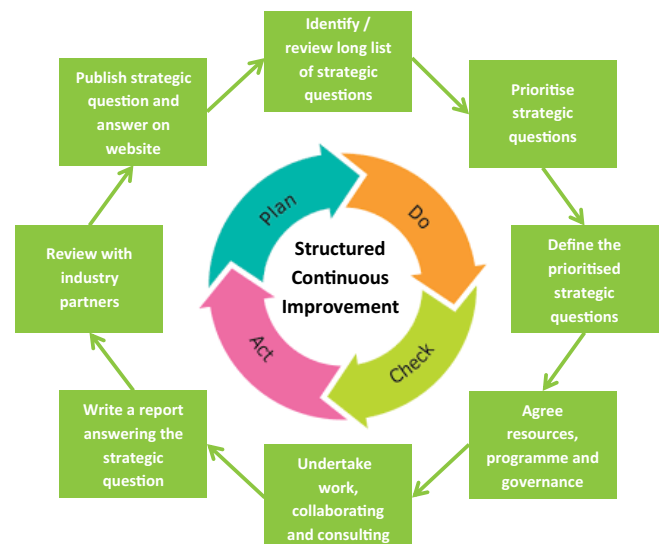 Identify /
review long list
of strategic
questions
Prioritise
strategic
questions
Define the
prioritised
strategic
questions
Agree
resources,
programme and
governance
Undertake
work,
collaborating
and consulting
Write a report
answering the
strategic
question
Review with
industry
partners
Publish strategic
question and
answer on
website
Plan
Do
Check
Act
Structured
Continuous
Improvement